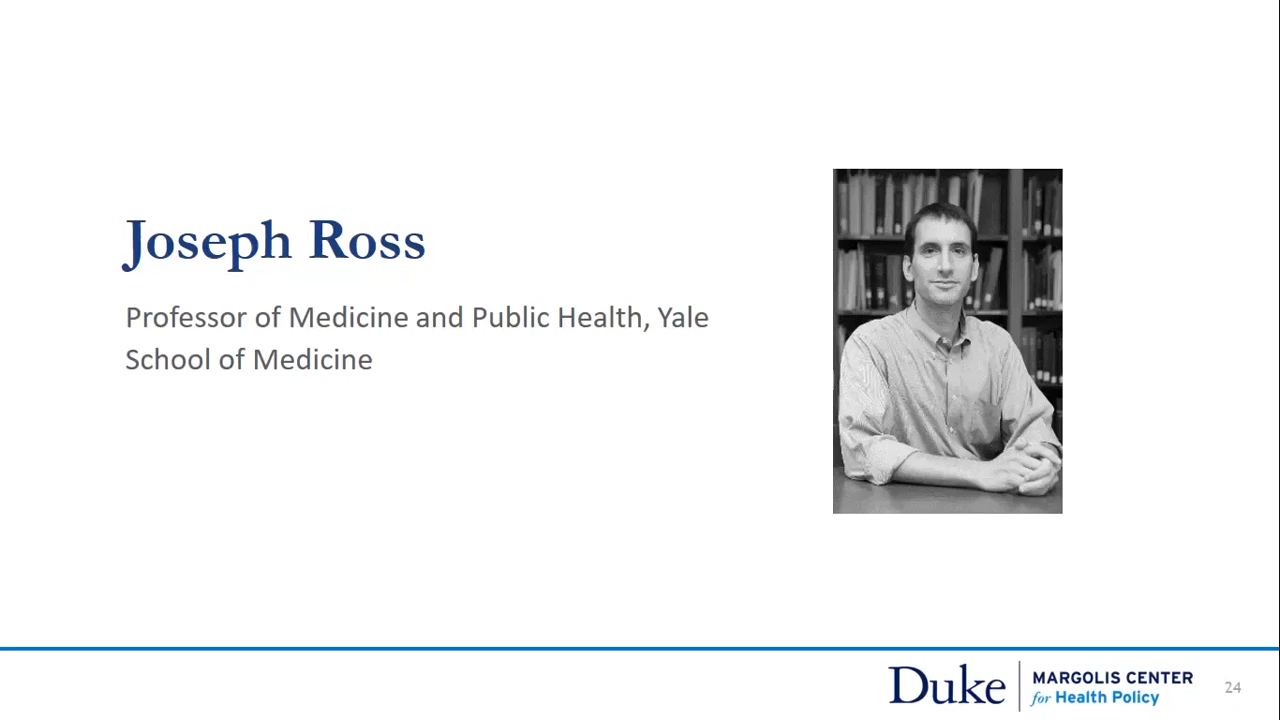 Joseph Ross
Professor of Medicine and Public Health, Yale
School of Medicine
Duke
MARGOLIS CENTER
for Health Policy
24